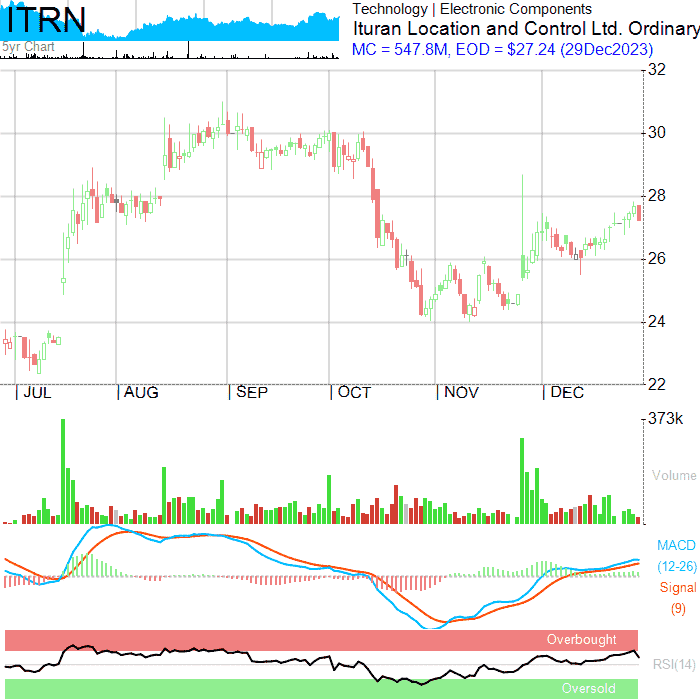 ITRN
5yr Chart
Technology | Electronic Components
Ituran Location and Control Ltd. Ordinary
MC = 547.8M, EOD = $27.24 (29Dec2023)
32
30
28
26
24
22
JUL AUG SEP OCT NOV DEC
373k
Volume
MACD
(12-26)
Signal
(9)
Overbought
RSI(14)
Oversold